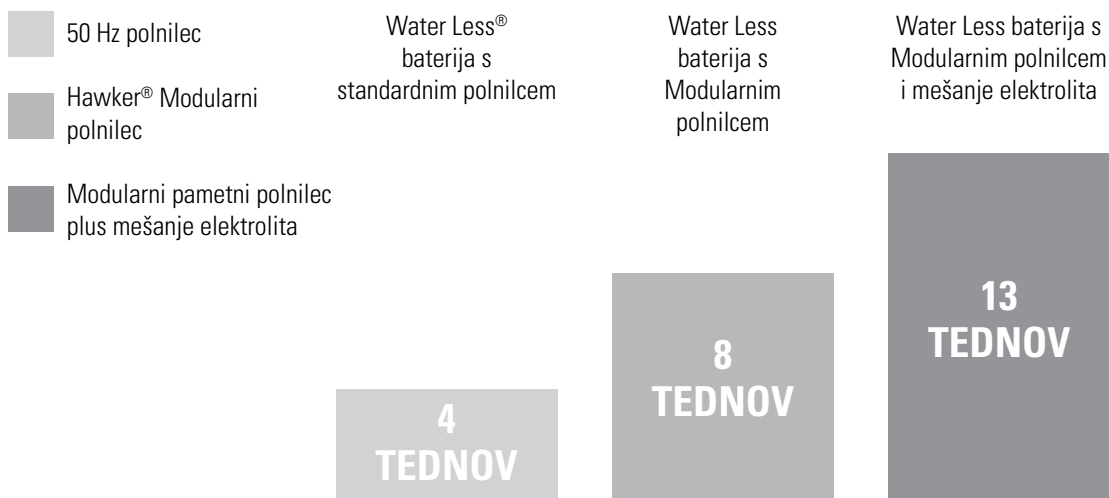 50 Hz polnilec
Hawker® Modularni
polnilec
Modularni pametni polnilec
plus mešanje elektrolita
Water Less®
baterija s
standardnim polnilcem
Water Less
baterija s
Modularnim
polnilcem
Water Less baterija s
Modularnim polnilcem
i mešanje elektrolita
4
TEDNOV
8
TEDNOV
13
TEDNOV